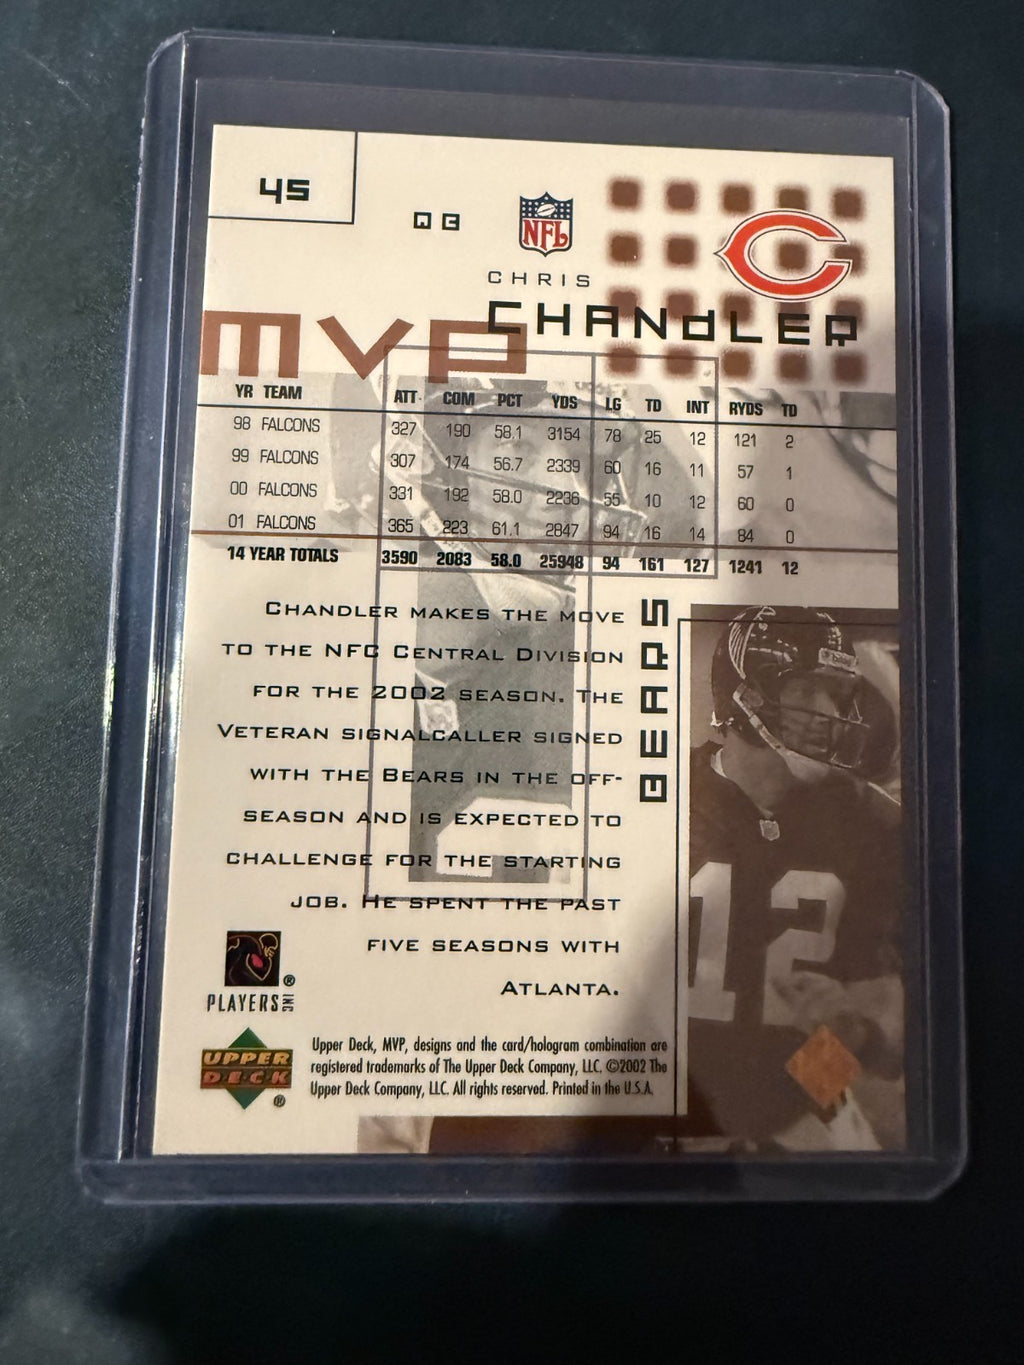 45
QB
NFL
CHRIS
CHANDLER
MVP
YR TEAM ATT COM PCT YDS LG TD INT RYDS TD
98 FALCONS 327 190 58.1 3154 78 25 12 121 2
99 FALCONS 307 174 56.7 2339 60 16 11 57 1
00 FALCONS 331 192 58.0 2236 55 10 12 60 0
01 FALCONS 365 223 61.1 2847 94 16 14 84 0
14 YEAR TOTALS 3590 2083 58.0 25948 94 161 127 1241 12
CHANDLER MAKES THE MOVE
TO THE NFC CENTRAL DIVISION
FOR THE 2002 SEASON. THE
VETERAN SIGNALCALLER SIGNED
WITH THE BEARS IN THE OFF-
SEASON AND IS EXPECTED TO
CHALLENGE FOR THE STARTING
JOB. HE SPENT THE PAST
FIVE SEASONS WITH
ATLANTA.
BEARS
12
PLAYERS INC ®
UPPER
DECK ®
Upper Deck, MVP, designs and the card/hologram combination are
registered trademarks of The Upper Deck Company, LLC. ©2002 The
Upper Deck Company, LLC. All rights reserved. Printed in the U.S.A.